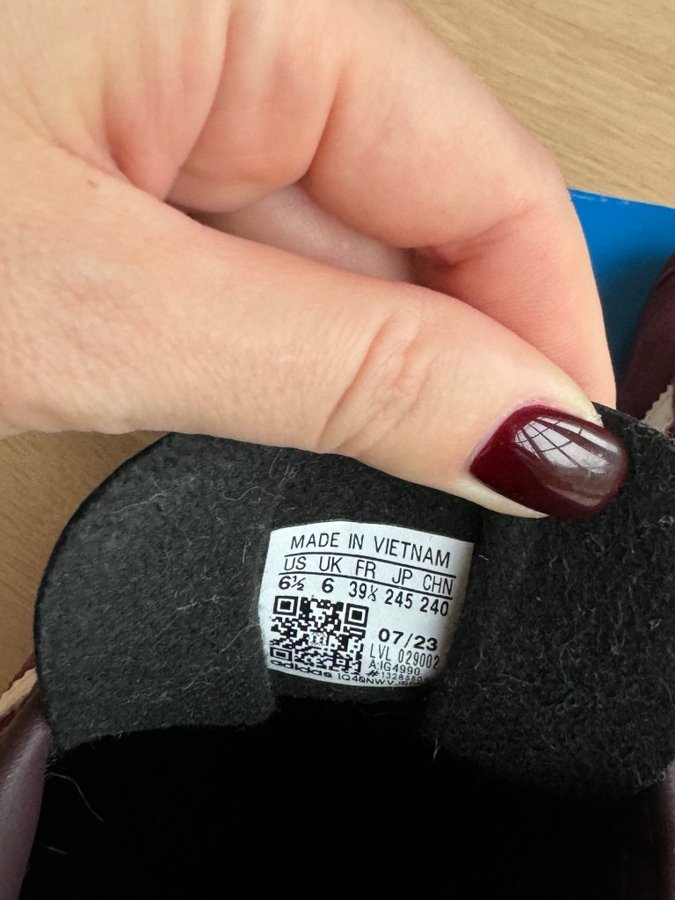 MADE IN VIETNAM
US UK FR JP CHN
6½ 6 39⅓ 245 240
07/23
LVL 029002
A:IG4990
adidas